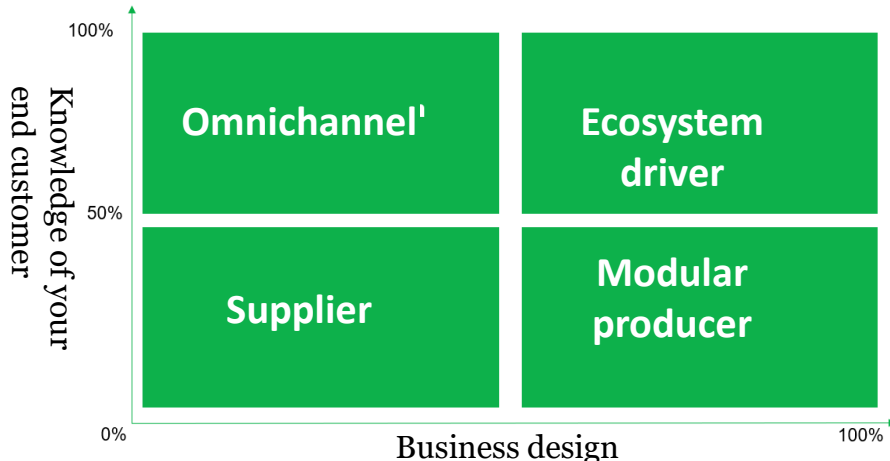 100%
Knowledge of your
end customer
Omnichannel'
Ecosystem
driver
50%
Supplier
Modular
producer
0%
Business design
100%